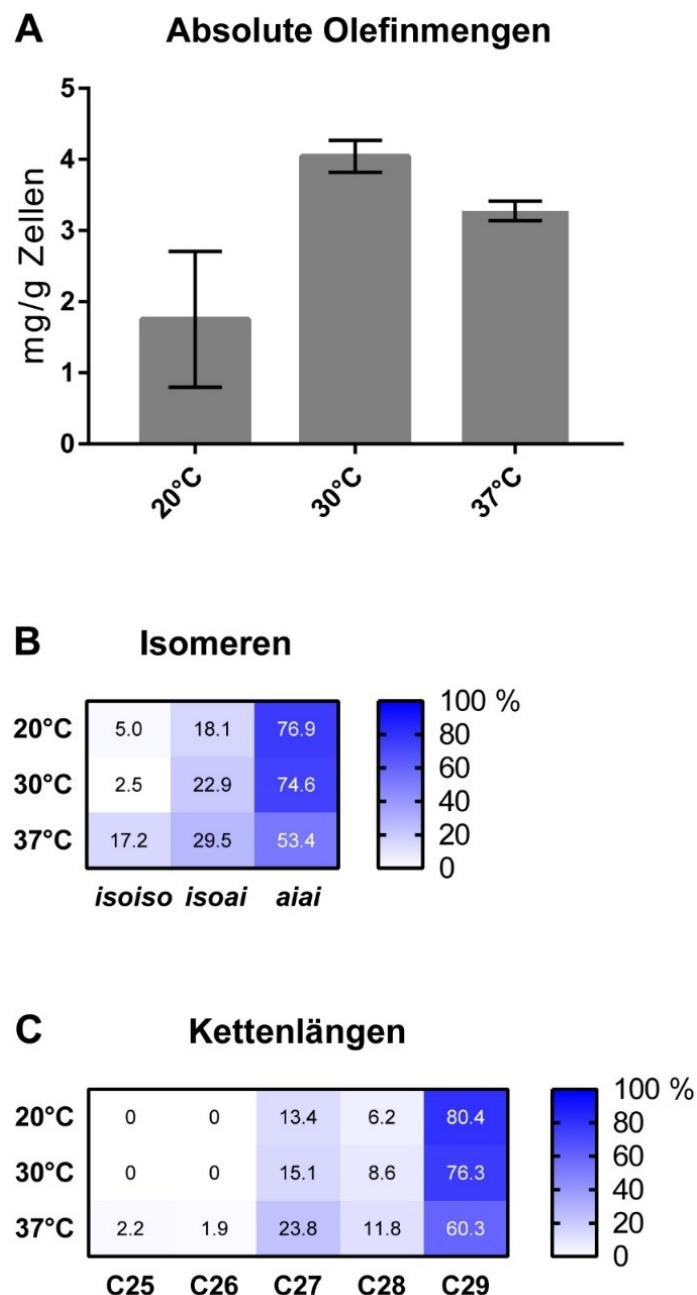 A Absolute Olefinmengen
mg/g Zellen
5
4
3
2
1
0
20°C 30°C 37°C
B Isomeren
20°C 5.0 18.1 76.9
30°C 2.5 22.9 74.6
37°C 17.2 29.5 53.4
isoiso isoai aiai
100 %
80
60
40
20
0
C Kettenlängen
20°C 0 0 13.4 6.2 80.4
30°C 0 0 15.1 8.6 76.3
37°C 2.2 1.9 23.8 11.8 60.3
C25 C26 C27 C28 C29
100 %
80
60
40
20
0